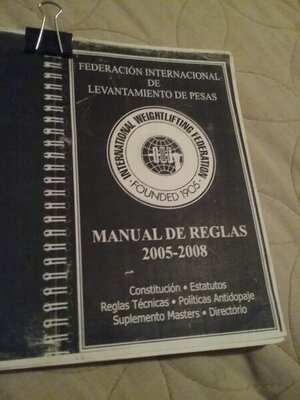 FEDERACIÓN INTERNACIONAL
DE
LEVANTAMIENTO DE PESAS
INTERNATIONAL WEIGHTLIFTING FEDERATION
· FOUNDED 1905 ·
MANUAL DE REGLAS
2005-2008
Constitución • Estatutos
Reglas Técnicas • Políticas Antidopaje
Suplemento Masters • Directorio